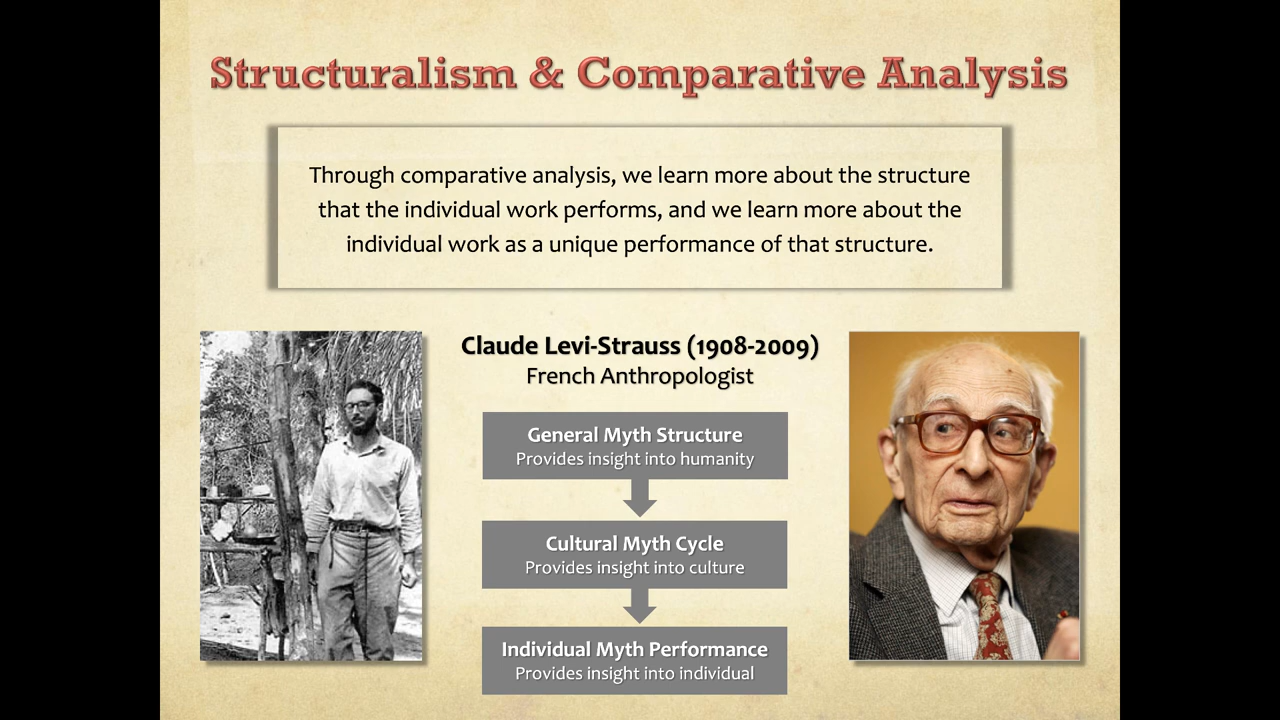 Structuralism & Comparative Analysis
Through comparative analysis, we learn more about the structure
that the individual work performs, and we learn more about the
individual work as a unique performance of that structure.
Claude Levi-Strauss (1908-2009)
French Anthropologist
General Myth Structure
Provides insight into humanity
Cultural Myth Cycle
Provides insight into culture
Individual Myth Performance
Provides insight into individual